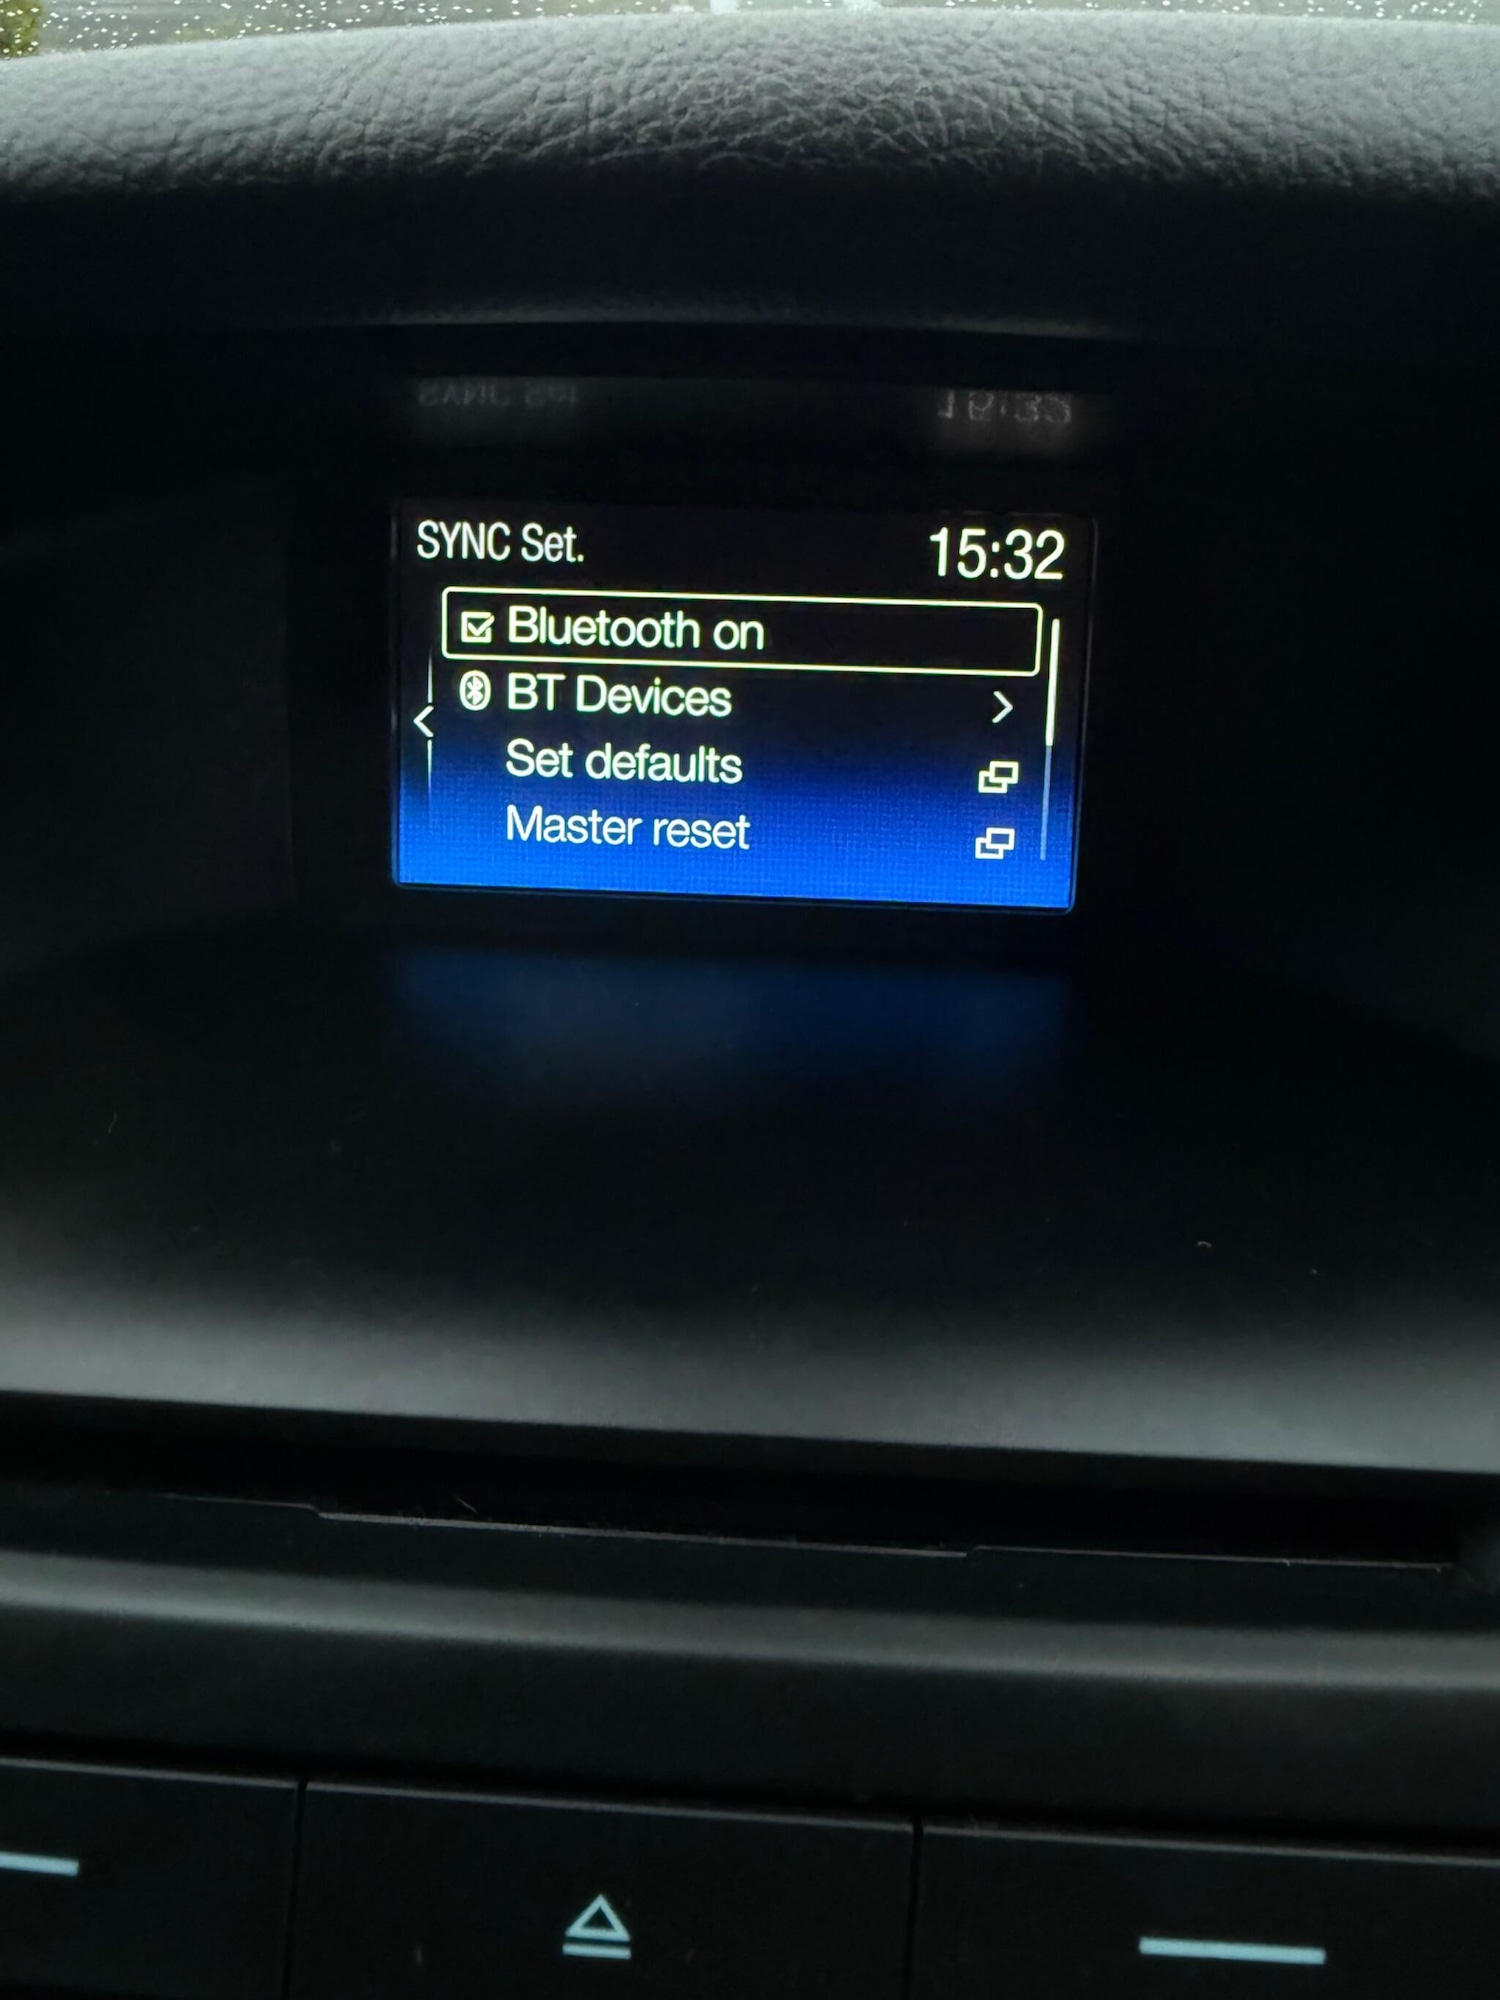 SYNC Set.
15:32
Bluetooth on
BT Devices
Set defaults
Master reset